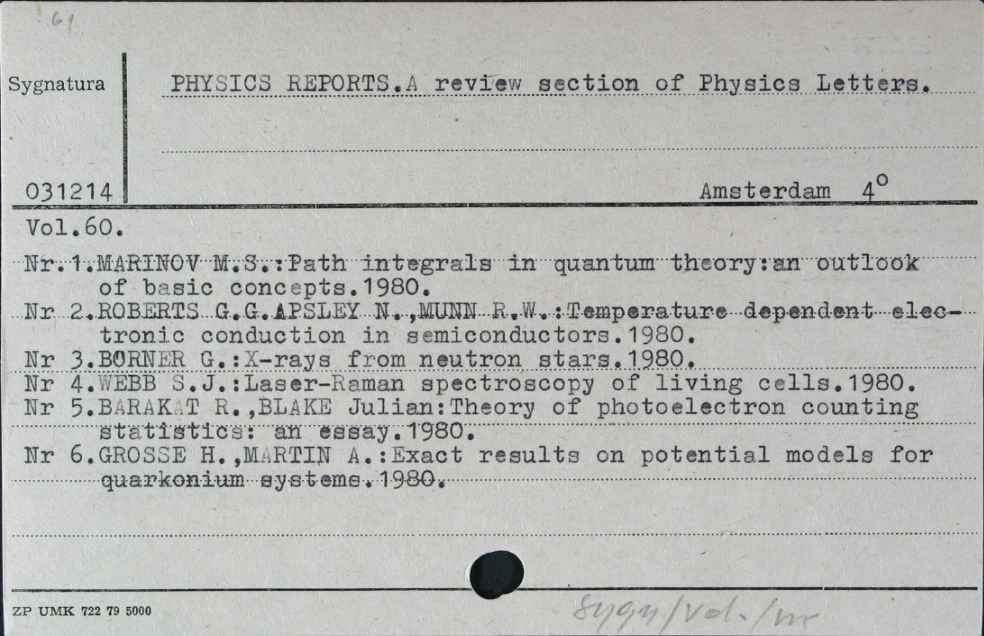 61
Sygnatura
PHYSICS REPORTS.A review section of Physics Letters.
031214
Amsterdam 4º
Vol.60.
Nr.1.MARINOV M.S.:Path integrals in quantum theory:an outlook
of basic concepts.1980.
Nr 2.ROBERTS G.G.APSLEY N.,MUNN R.W.:Temperature dependent elec-
tronic conduction in semiconductors.1980.
Nr 3.BORNER G.:X-rays from neutron stars.1980.
Nr 4.WEBB S.J.:Laser-Raman spectroscopy of living cells.1980.
Nr 5.BARAKAT R.,BLAKE Julian:Theory of photoelectron counting
statistics: an essay.1980.
Nr 6.GROSSE H.,MARTIN A.:Exact results on potential models for
quarkonium systems.1980.
ZP UMK 722 79 5000
sygn/vol./nr